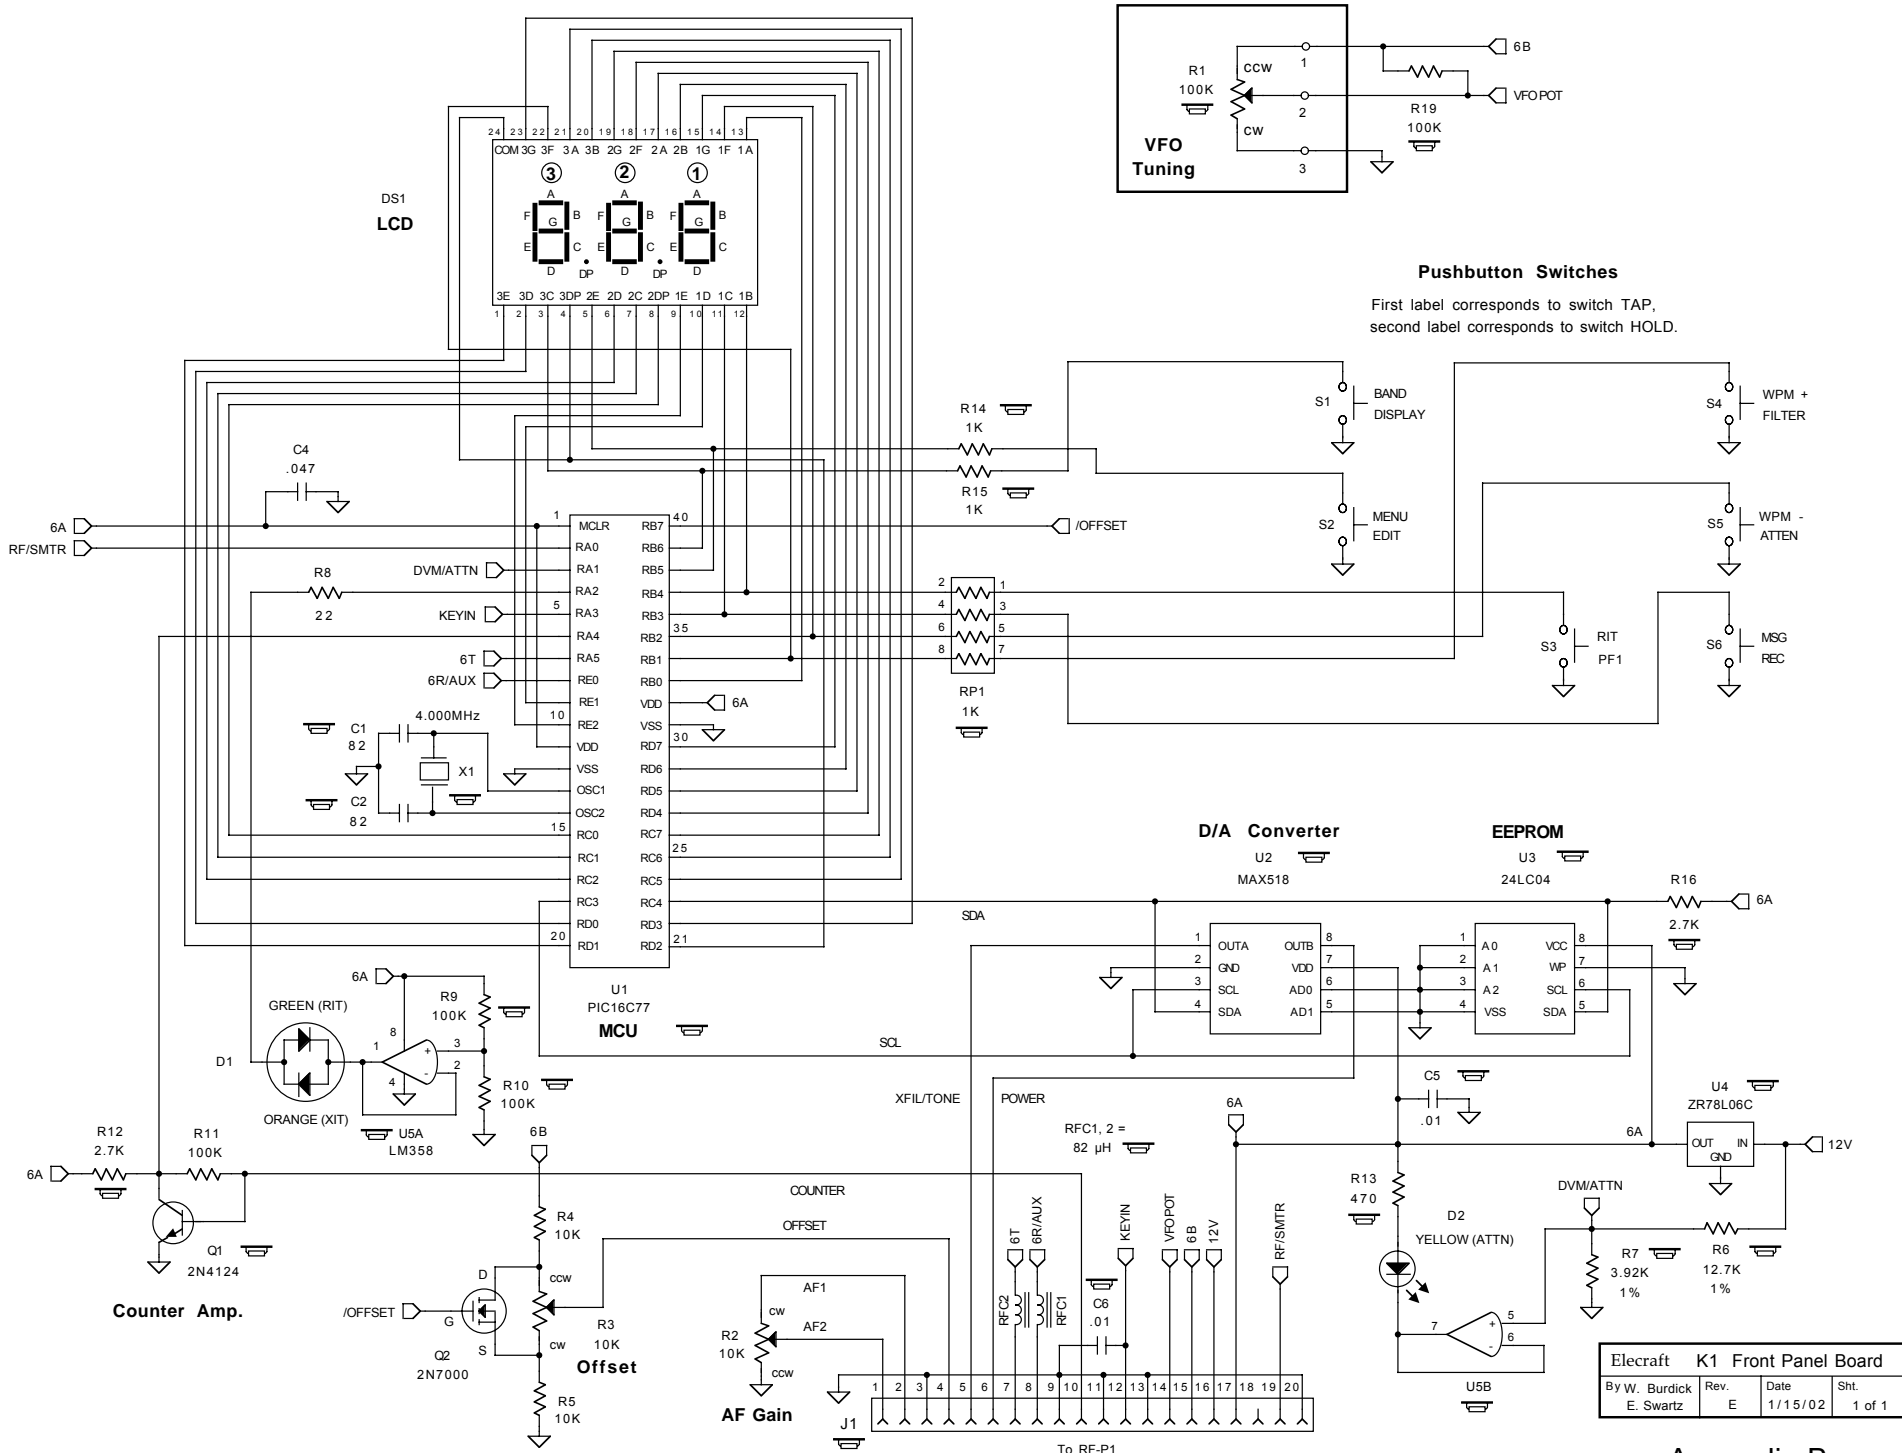 6B
1
R1
100K
CCW
2
VFO POT
R19
100K
CW
3
VFO
Tuning
24 23 22 21 20 19 18 17 16 15 14 13
COM 3G 3F 3A 3B 2G 2F 2A 2B 1G 1F 1A
3 2 1
A A A
F B F B F B
G G G
E C E C E C
D D D
DP DP
3E 3D 3C 3DP 2E 2D 2C 2DP 1E 1D 1C 1B
1 2 3 4 5 6 7 8 9 10 11 12
DS1
LCD
Pushbutton Switches
First label corresponds to switch TAP,
second label corresponds to switch HOLD.
S1 BAND
DISPLAY
S4 WPM +
FILTER
S2 MENU
EDIT
S5 WPM -
ATTEN
S3 RIT
PF1
S6 MSG
REC
R14
1K
R15
1K
C4
.047
6A
RF/SMTR
DVM/ATTN
R8
22
KEYIN
6T
6R/AUX
4.000MHz
C1
82
X1
C2
82
1 MCLR RB7 40
RA0 RB6
RA1 RB5
RA2 RB4
5 RA3 RB3
RA4 RB2 35
RA5 RB1
RE0 RB0
RE1 VDD
10 RE2 VSS
VDD RD7 30
VSS RD6
OSC1 RD5
OSC2 RD4
15 RC0 RC7
RC1 RC6 25
RC2 RC5
RC3 RC4
RD0 RD3
20 RD1 RD2 21
U1
PIC16C77
MCU
/OFFSET
6A
2 1
4 3
6 5
8 7
RP1
1K
D/A Converter
U2
MAX518
1 OUTA OUTB 8
2 GND VDD 7
3 SCL AD0 6
4 SDA AD1 5
EEPROM
U3
24LC04
1 A0 VCC 8
2 A1 WP 7
3 A2 SCL 6
4 VSS SDA 5
R16
2.7K
6A
SDA
SCL
6A
R9
100K
GREEN (RIT)
D1
ORANGE (XIT)
8
1
3
2
4
+
-
R10
100K
U5A
LM358
R12
2.7K
R11
100K
6A
Q1
2N4124
Counter Amp.
6B
R4
10K
D
G
S
/OFFSET
Q2
2N7000
CCW
R3
10K
CW
Offset
R5
10K
COUNTER
OFFSET
XFIL/TONE
POWER
RFC1, 2 =
82 µH
AF1
AF2
CW
R2
10K
CCW
AF Gain
6T
6R/AUX
RFC2
RFC1
C6
.01
KEYIN
VFO POT
6B
12V
RF/SMTR
1 2 3 4 5 6 7 8 9 10 11 12 13 14 15 16 17 18 19 20
J1
To RF-P1
6A
C5
.01
6A
U4
ZR78L06C
OUT IN
GND
12V
R13
470
D2
YELLOW (ATTN)
DVM/ATTN
R7
3.92K
1%
R6
12.7K
1%
7
5
6
+
-
U5B
Elecraft K1 Front Panel Board
By W. Burdick
E. Swartz
Rev.
E
Date
1/15/02
Sht.
1 of 1